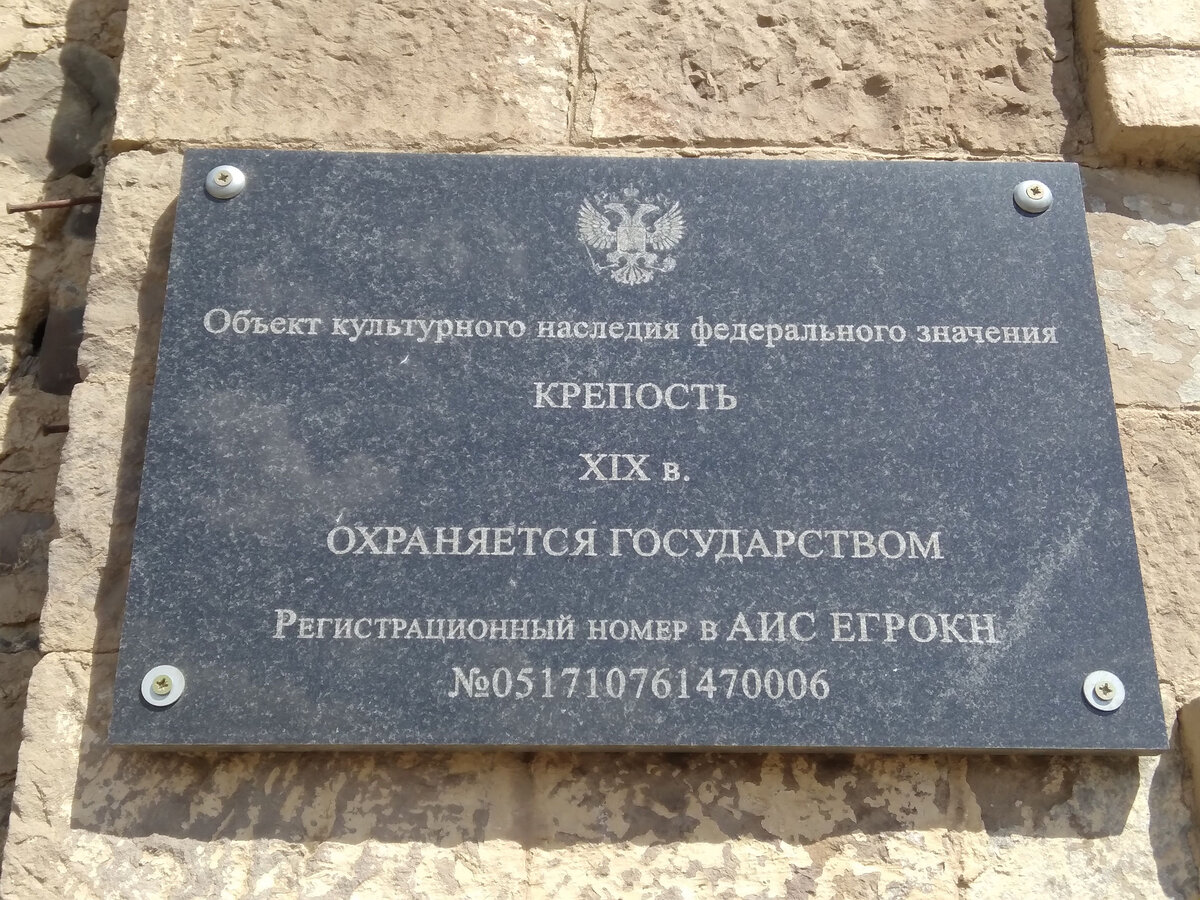 Объект культурного наследия федерального значения
КРЕПОСТЬ
XIX в.
ОХРАНЯЕТСЯ ГОСУДАРСТВОМ
Регистрационный номер в АИС ЕГРОКН
№051710761470006